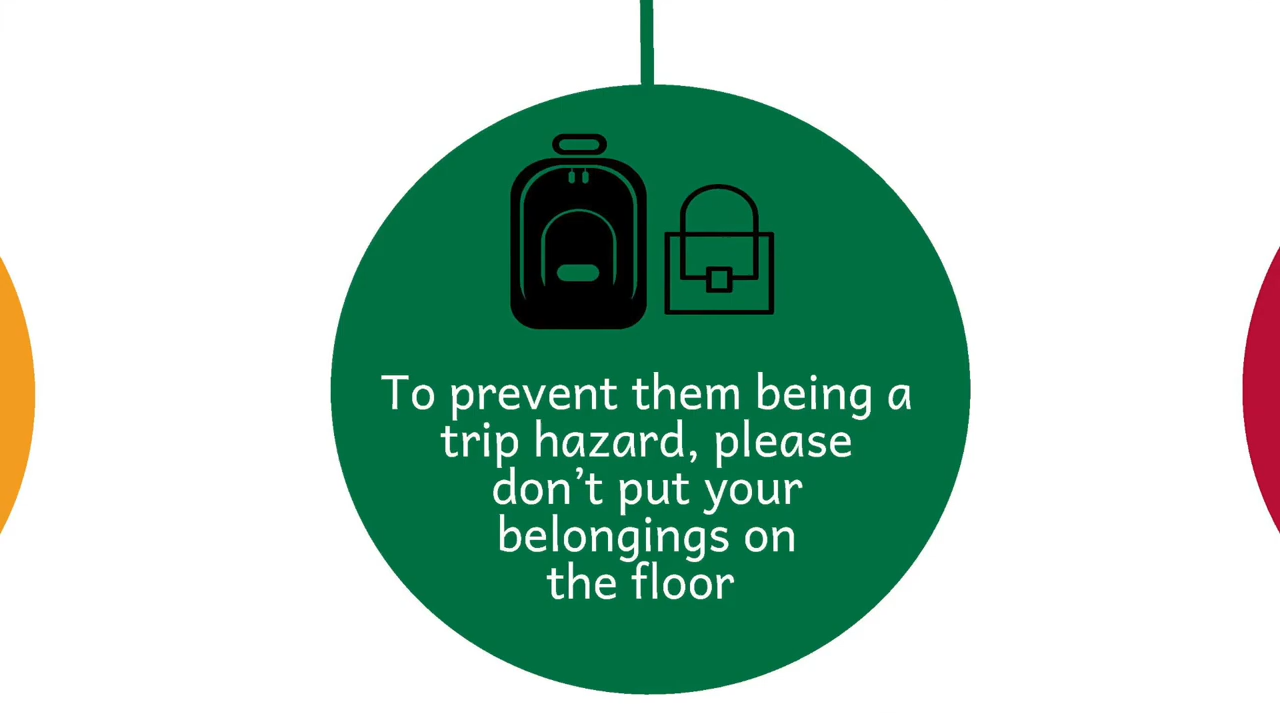 To prevent them being a
trip hazard, please
don’t put your
belongings on
the floor